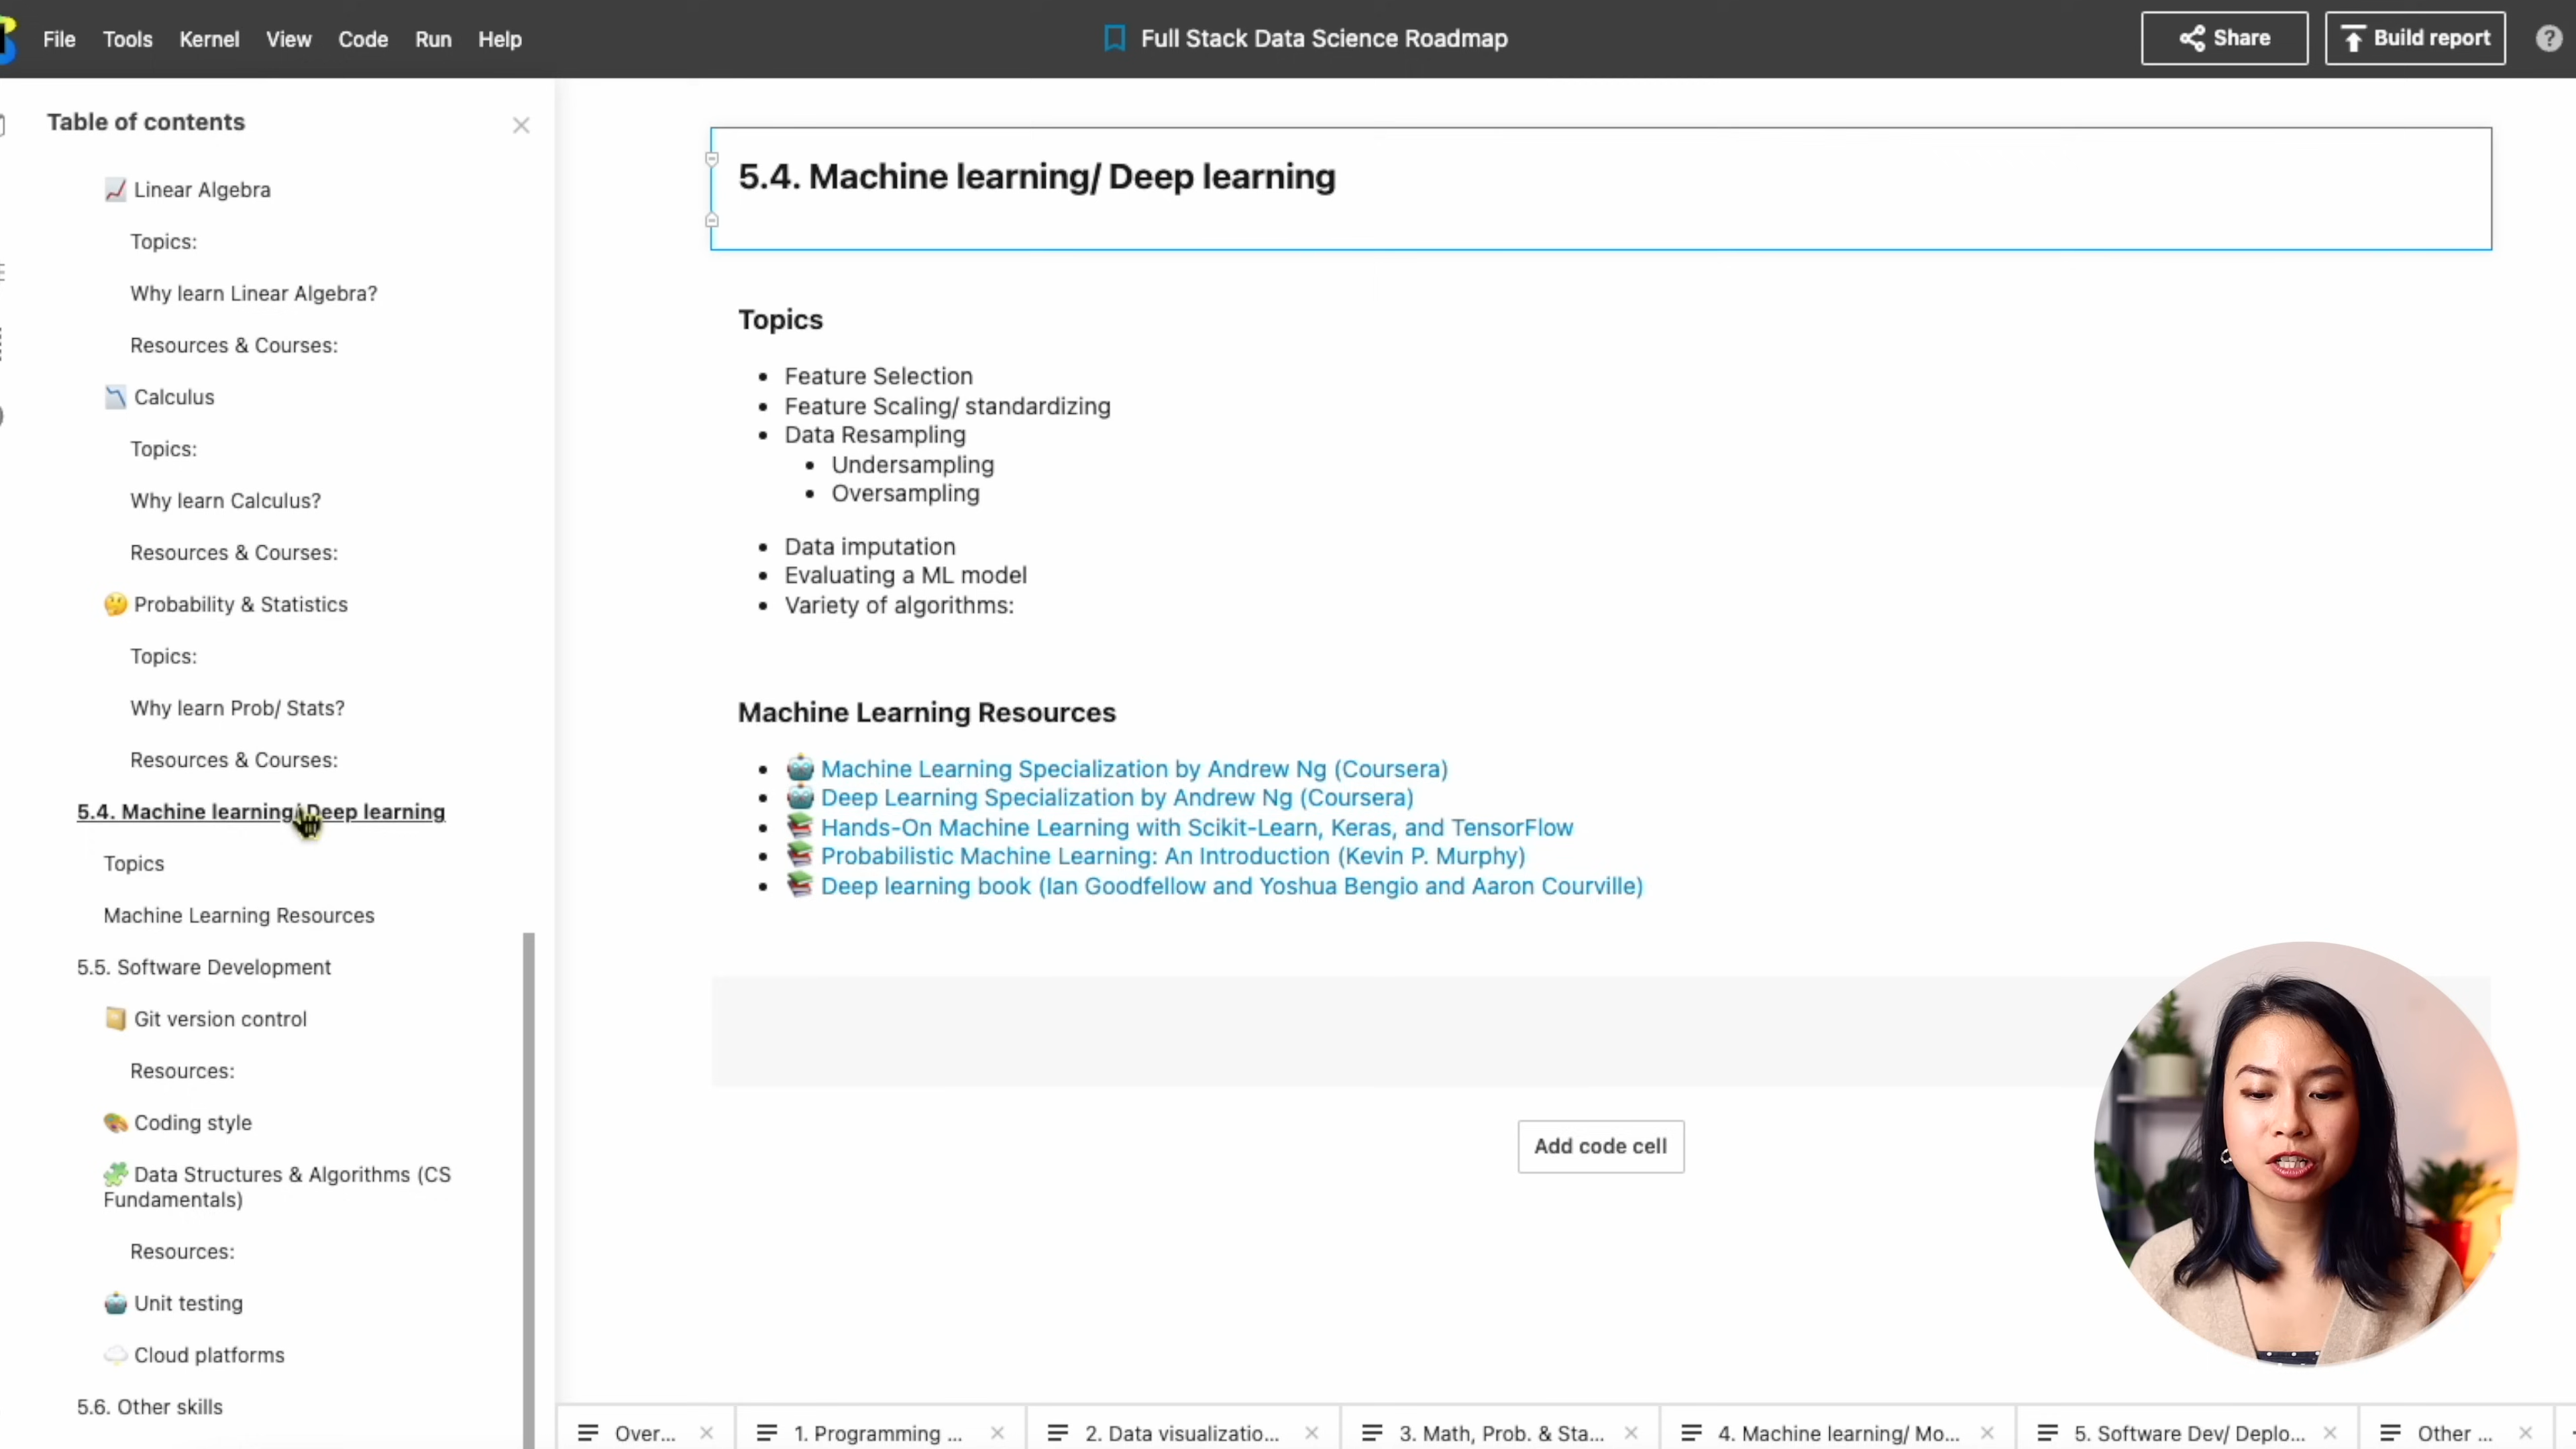 File Tools Kernel View Code Run Help
Full Stack Data Science Roadmap
Share
Build report
?
Table of contents
Linear Algebra
Topics:
Why learn Linear Algebra?
Resources & Courses:
Calculus
Topics:
Why learn Calculus?
Resources & Courses:
Probability & Statistics
Topics:
Why learn Prob/ Stats?
Resources & Courses:
5.4. Machine learning/ Deep learning
Topics
Machine Learning Resources
5.5. Software Development
Git version control
Resources:
Coding style
Data Structures & Algorithms (CS
Fundamentals)
Resources:
Unit testing
Cloud platforms
5.6. Other skills
5.4. Machine learning/ Deep learning
Topics
Feature Selection
Feature Scaling/ standardizing
Data Resampling
Undersampling
Oversampling
Data imputation
Evaluating a ML model
Variety of algorithms:
Machine Learning Resources
Machine Learning Specialization by Andrew Ng (Coursera)
Deep Learning Specialization by Andrew Ng (Coursera)
Hands-On Machine Learning with Scikit-Learn, Keras, and TensorFlow
Probabilistic Machine Learning: An Introduction (Kevin P. Murphy)
Deep learning book (Ian Goodfellow and Yoshua Bengio and Aaron Courville)
Add code cell
Over...
1. Programming ...
2. Data visualizatio...
3. Math, Prob. & Sta...
4. Machine learning/ Mo...
5. Software Dev/ Deplo...
Other ...